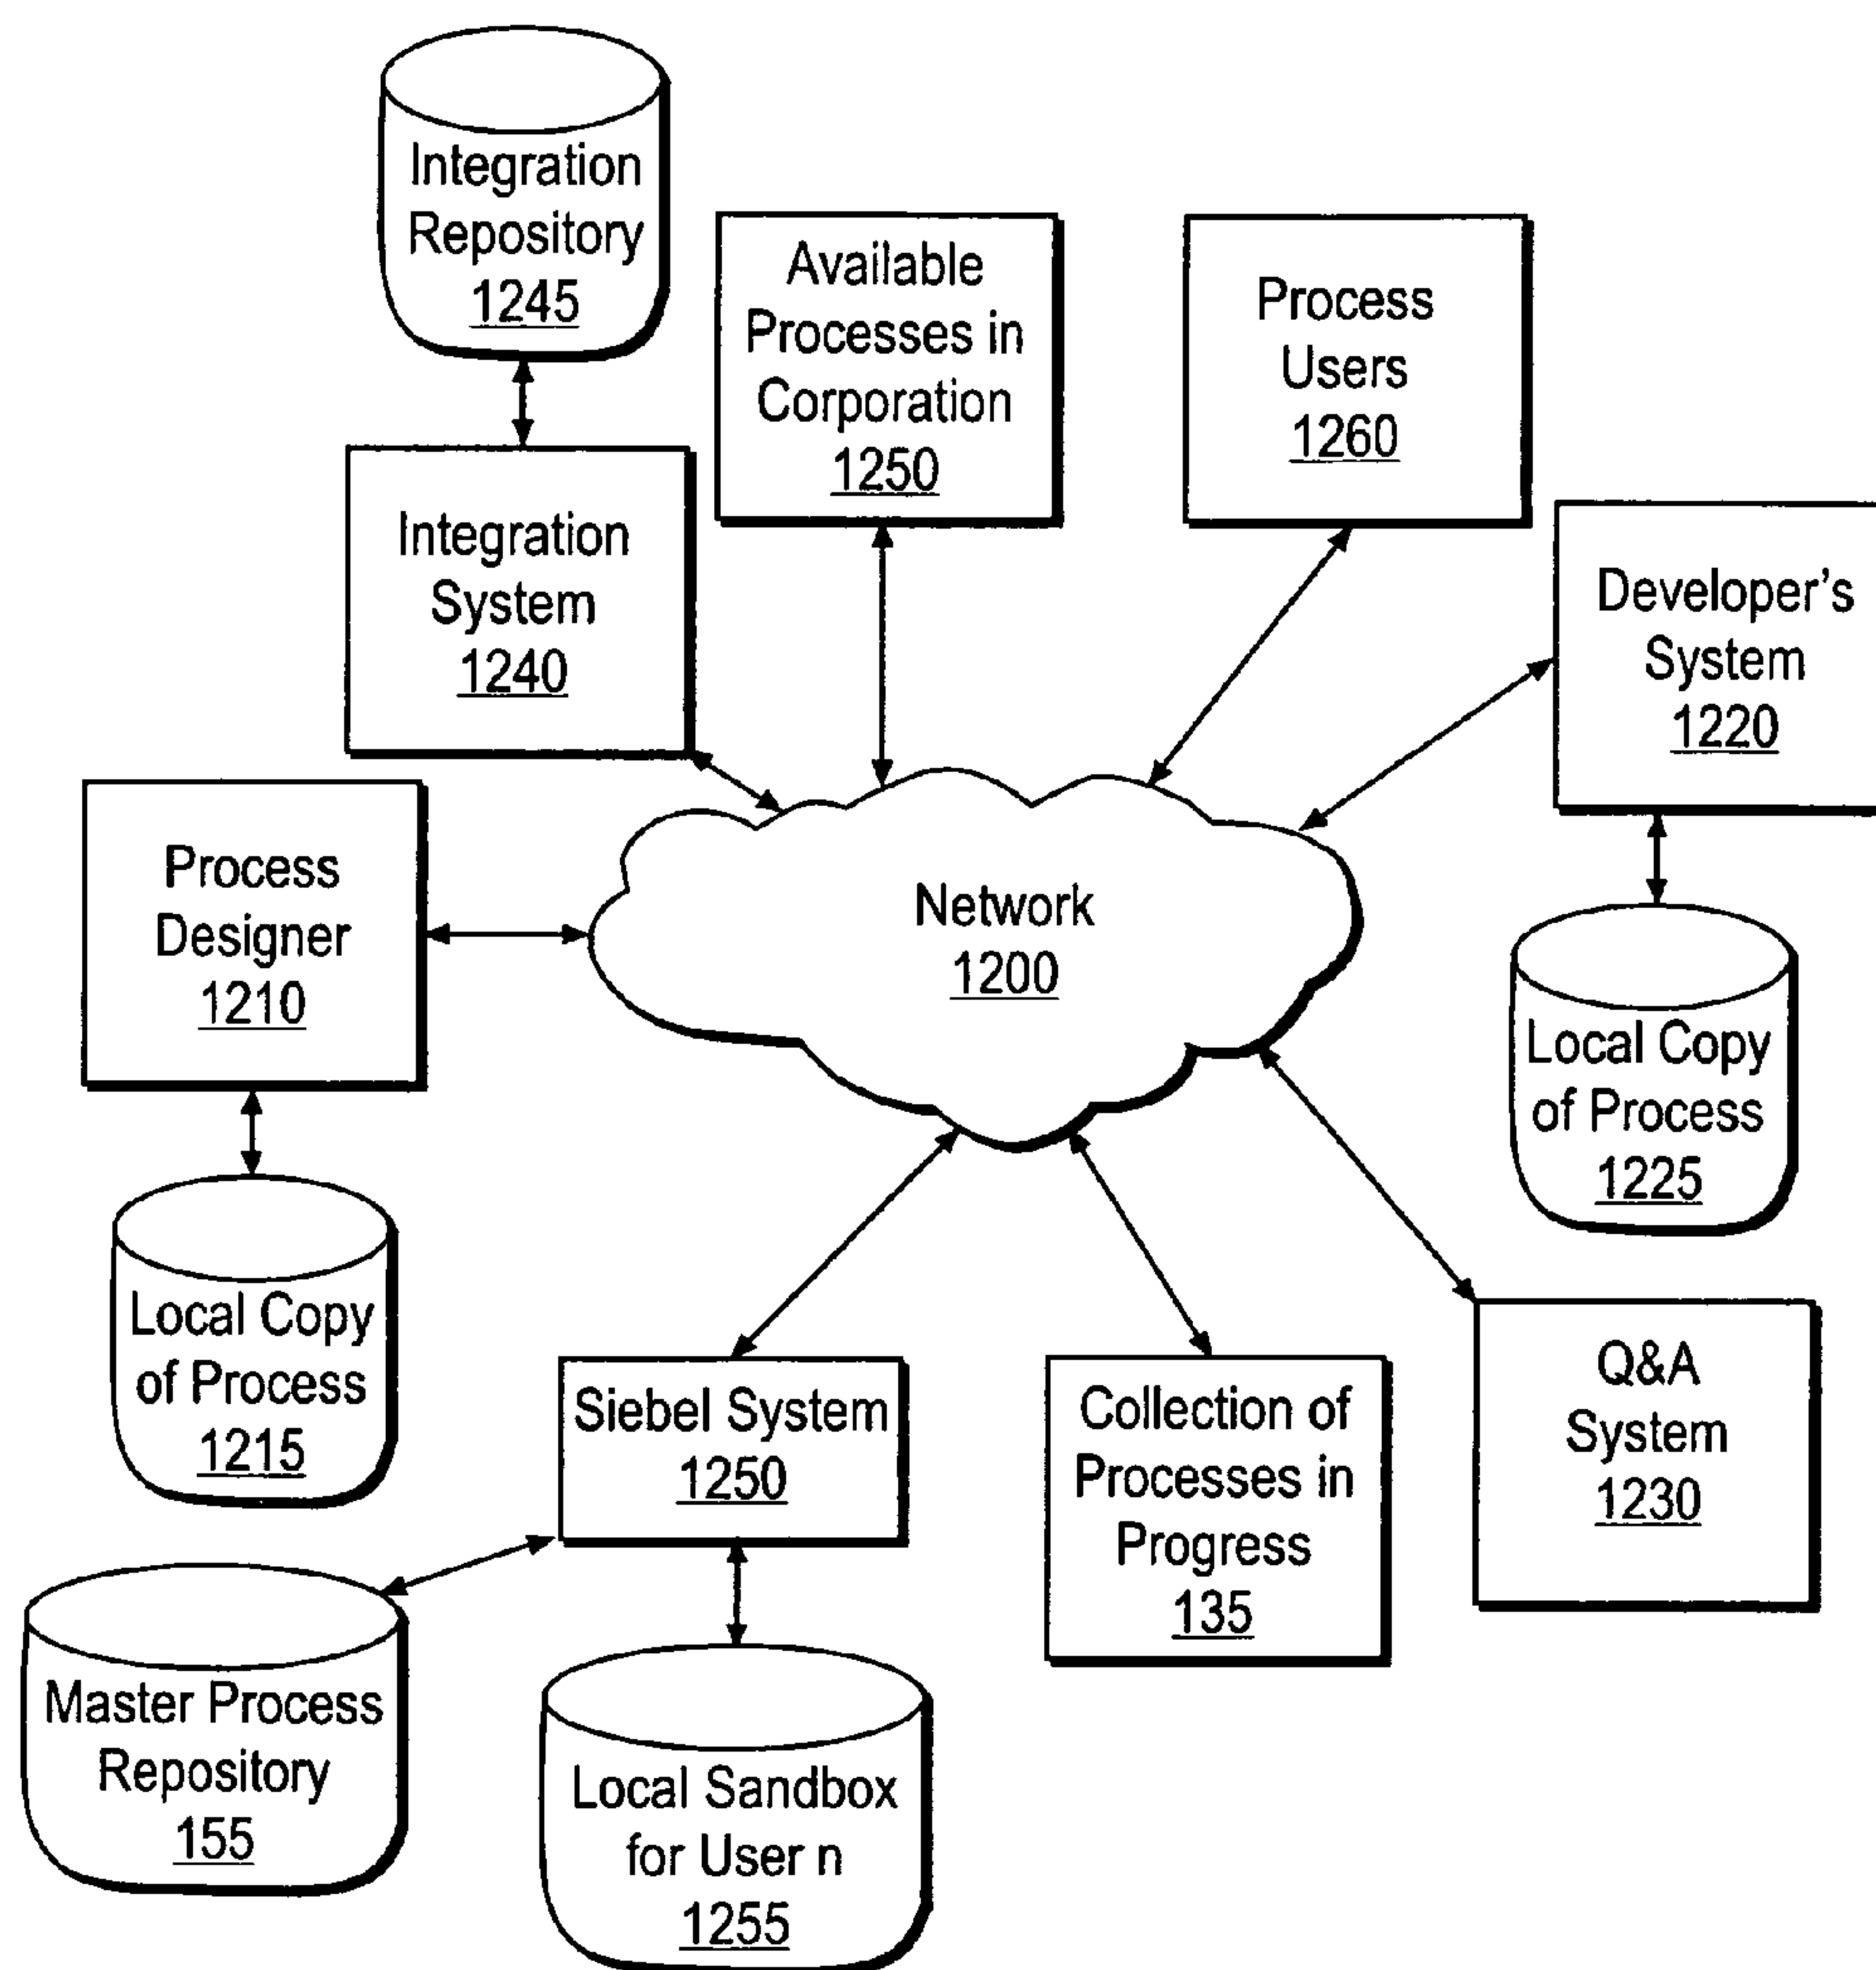 Integration
Repository
1245
Available
Processes in
Corporation
1250
Process
Users
1260
Integration
System
1240
Developer's
System
1220
Process
Designer
1210
Network
1200
Local Copy
of Process
1225
Local Copy
of Process
1215
Siebel System
1250
Collection of
Processes in
Progress
135
Q&A
System
1230
Master Process
Repository
155
Local Sandbox
for User n
1255